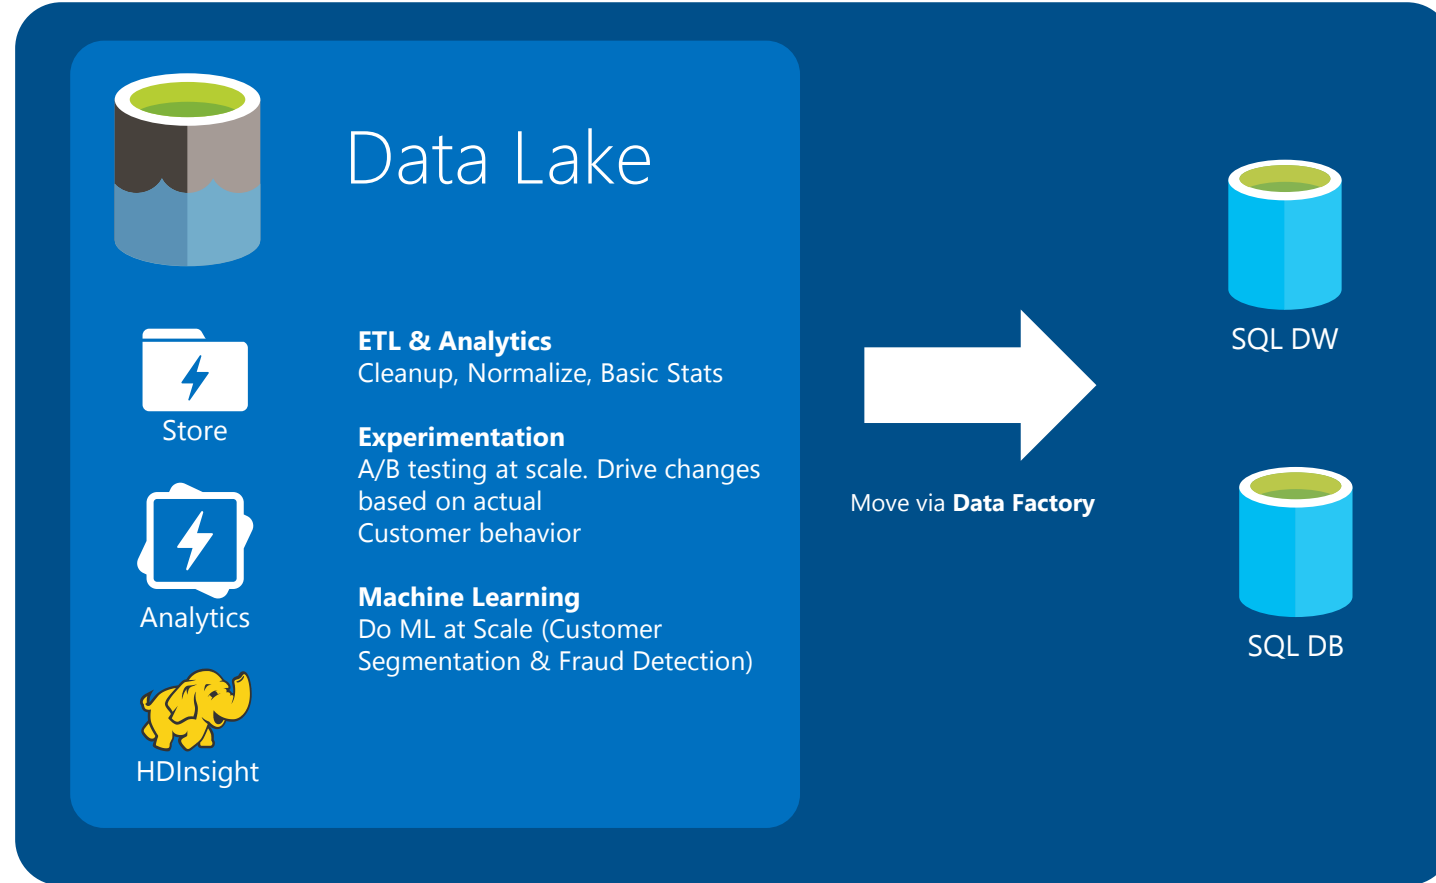 Data Lake
Store
Analytics
HDInsight
ETL & Analytics
Cleanup, Normalize, Basic Stats
Experimentation
A/B testing at scale. Drive changes
based on actual
Customer behavior
Machine Learning
Do ML at Scale (Customer
Segmentation & Fraud Detection)
Move via Data Factory
SQL DW
SQL DB